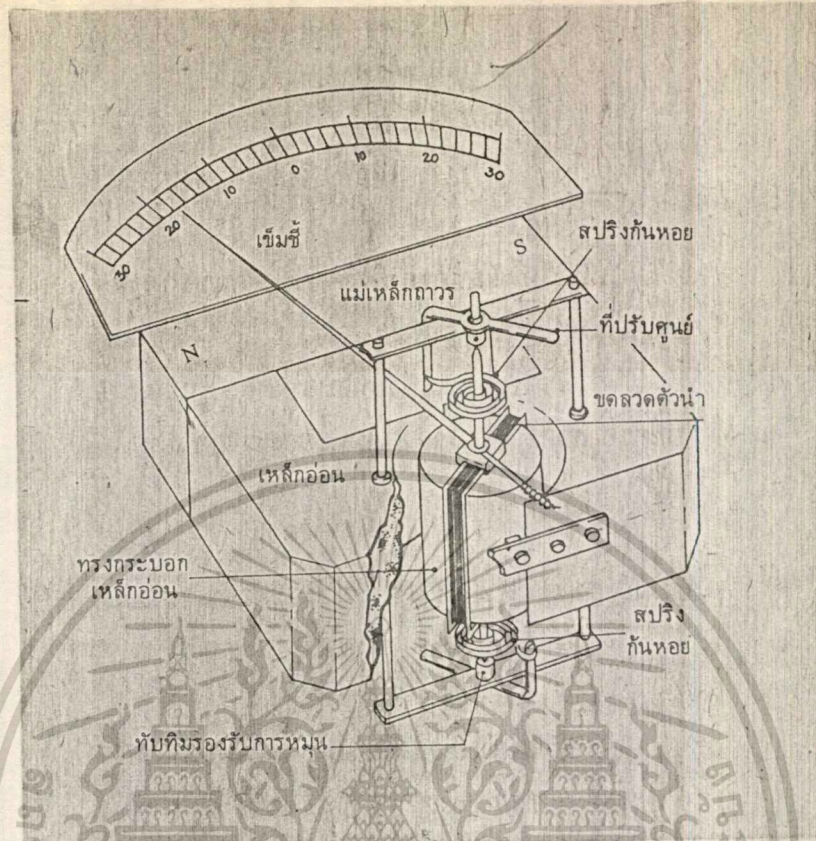 30 20 10 0 10 20 30
เข็มชี้
สปริงก้นหอย
S
แม่เหล็กถาวร
ที่ปรับศูนย์
N
ขดลวดตัวนำ
เหล็กอ่อน
ทรงกระบอก
เหล็กอ่อน
สปริง
ก้นหอย
ทับทิมรองรับการหมุน